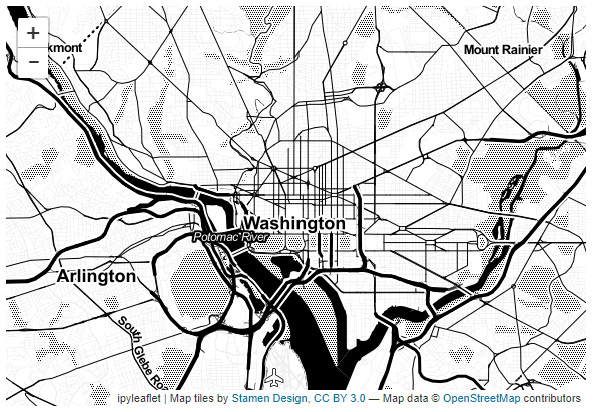 +
−
kmont
Mount Rainier
Washington
Potomac River
Arlington
South Glebe Roa
ipyleaflet | Map tiles by Stamen Design, CC BY 3.0 — Map data © OpenStreetMap contributors